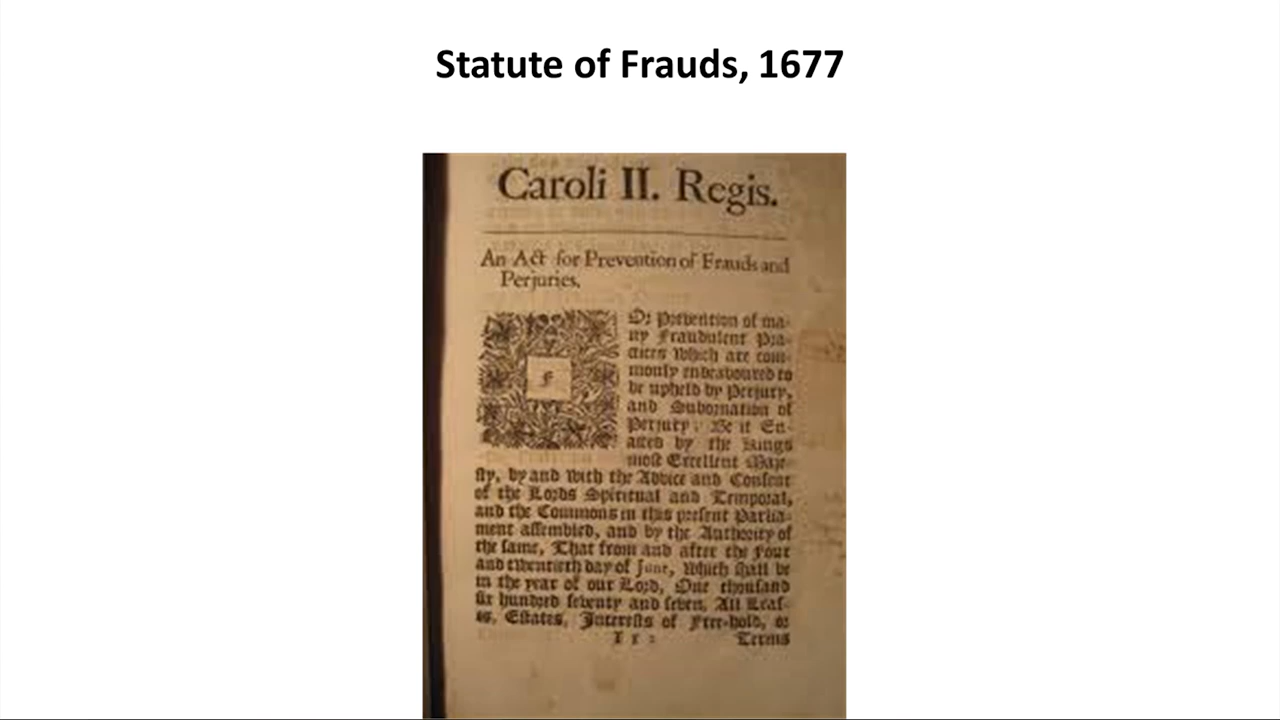 Statute of Frauds, 1677
Caroli II. Regis.
An Act for Prevention of Frauds and
Perjuries.
F
Or Prevention of ma-
ny Fraudulent Pra-
ctices which are com-
monly endeavoured to
be upheld by Perjury,
and Subornation of
Perjury; Be it En-
acted by the Kings
most Excellent Maje-
sty, by and with the Advice and Consent
of the Lords Spiritual and Temporal,
and the Commons in this present Parlia-
ment assembled, and by the Authority of
the same, That from and after the four
and twentieth day of June, which shall be
in the year of our Lord, One thousand
six hundred seventy and seven, All Leas-
es, Estates, Interests of Free-hold, or
Terms